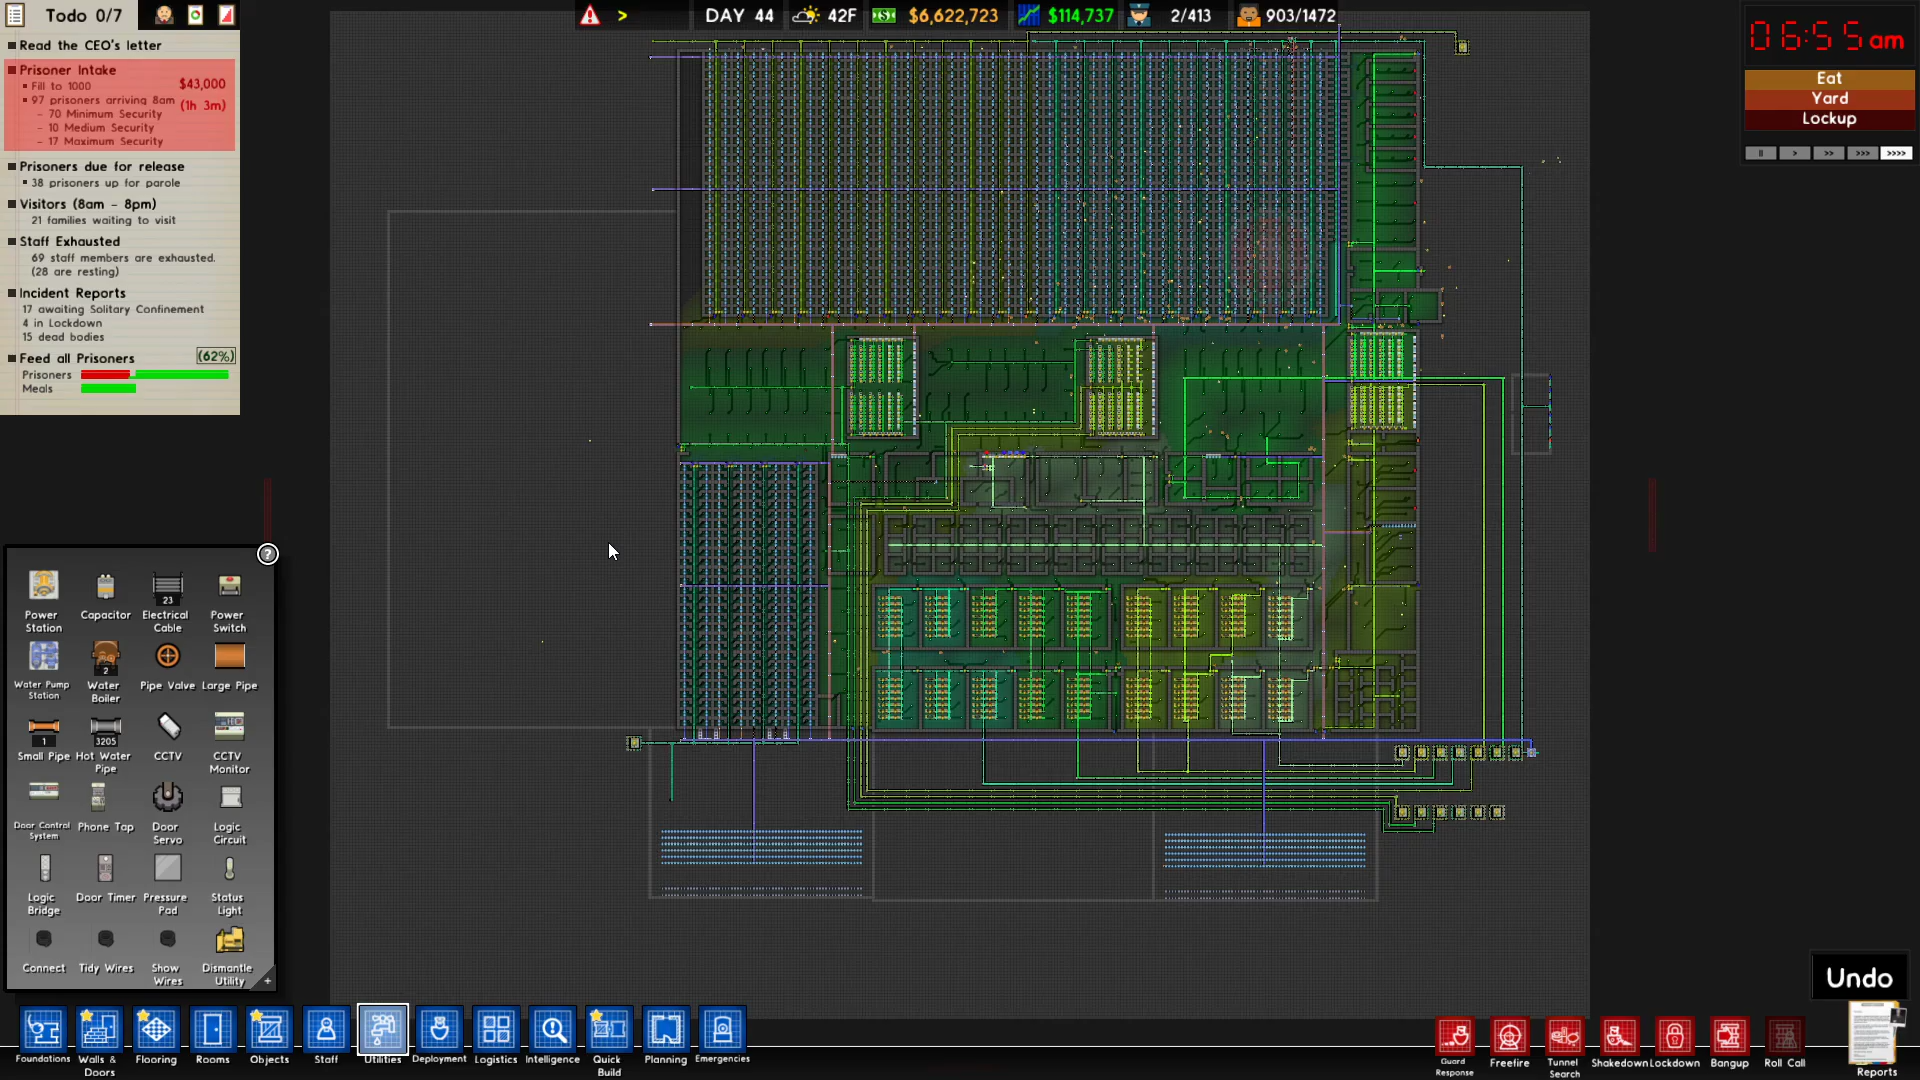 Todo 0/7
DAY 44
42F
$6,622,723
$114,737
2/413
903/1472
06:55am
Eat
Yard
Lockup
Read the CEO's letter
Prisoner Intake
Fill to 1000
$43,000
97 prisoners arriving 8am
(1h 3m)
- 70 Minimum Security
- 10 Medium Security
- 17 Maximum Security
Prisoners due for release
38 prisoners up for parole
Visitors (8am - 8pm)
21 families waiting to visit
Staff Exhausted
69 staff members are exhausted.
(28 are resting)
Incident Reports
17 awaiting Solitary Confinement
4 in Lockdown
15 dead bodies
Feed all Prisoners
(62%)
Prisoners
Meals
?
Power Station
Capacitor
23
Electrical Cable
Power Switch
Water Pump Station
2
Water Boiler
Pipe Valve
Large Pipe
1
Small Pipe
3205
Hot Water Pipe
CCTV
CCTV Monitor
Door Control System
Phone Tap
Door Servo
Logic Circuit
Logic Bridge
Door Timer
Pressure Pad
Status Light
Connect
Tidy Wires
Show Wires
Dismantle Utility
Undo
Foundations
Walls & Doors
Flooring
Rooms
Objects
Staff
Utilities
Deployment
Logistics
Intelligence
Quick Build
Planning
Emergencies
Guard Response
Freefire
Tunnel Search
Shakedown
Lockdown
Bangup
Roll Call
Reports